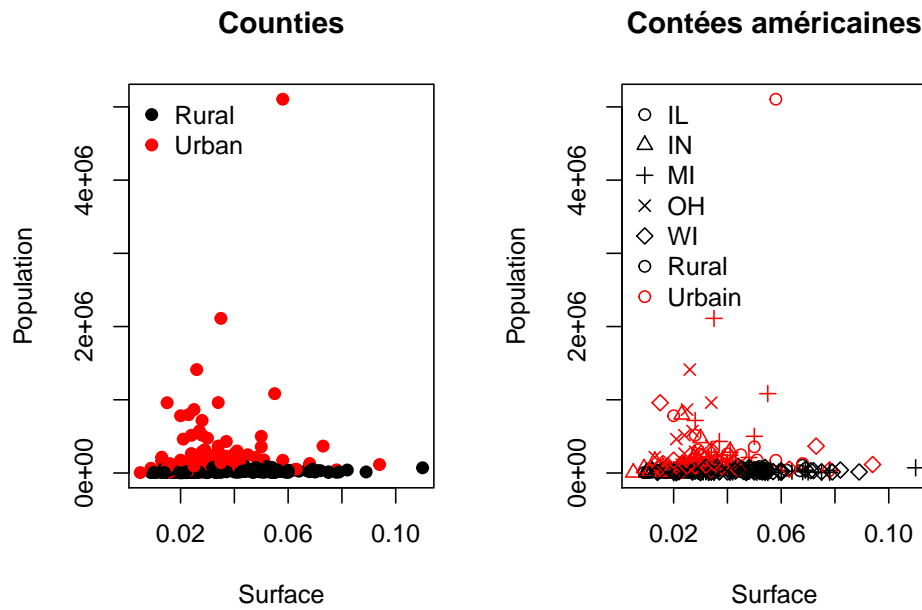 Counties
Rural
Urban
Population
0e+00
2e+06
4e+06
0.02
0.06
0.10
Surface
Contées américaines
IL
IN
MI
OH
WI
Rural
Urbain
Population
0e+00
2e+06
4e+06
0.02
0.06
0.10
Surface